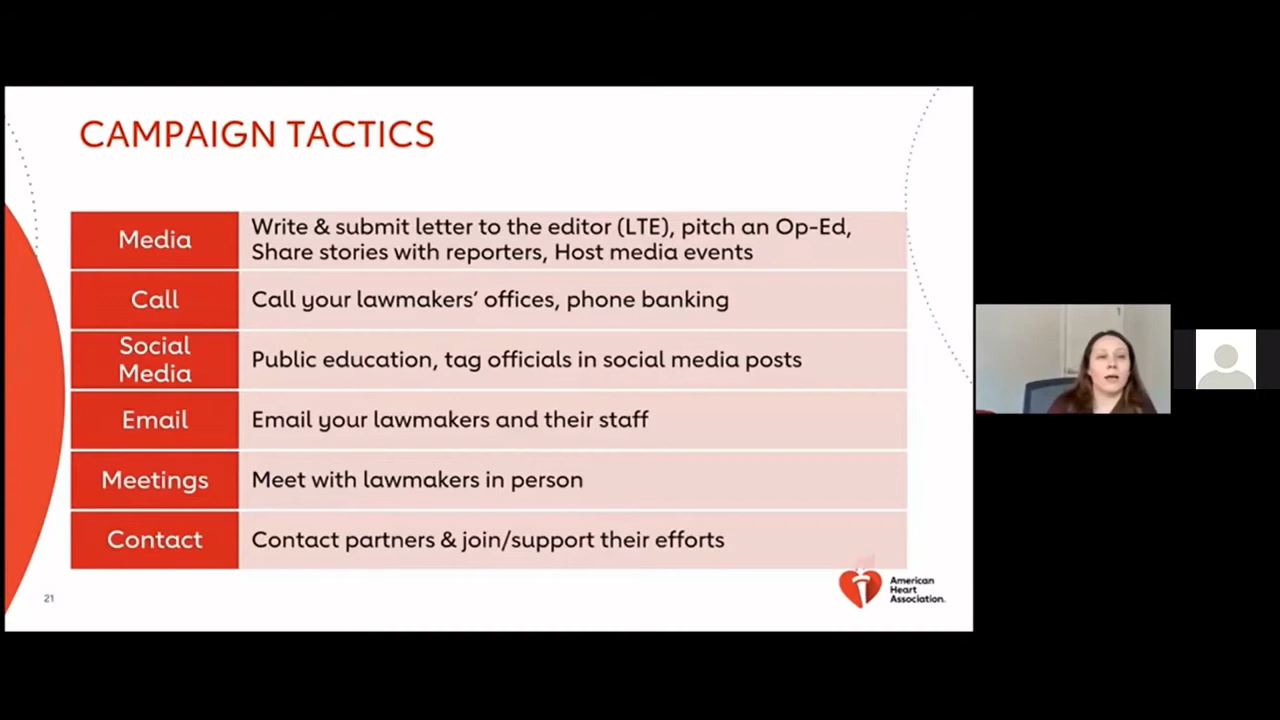 CAMPAIGN TACTICS
Media
Write & submit letter to the editor (LTE), pitch an Op-Ed,
Share stories with reporters, Host media events
Call
Call your lawmakers' offices, phone banking
Social
Media
Public education, tag officials in social media posts
Email
Email your lawmakers and their staff
Meetings
Meet with lawmakers in person
Contact
Contact partners & join/support their efforts
21
American
Heart
Association.